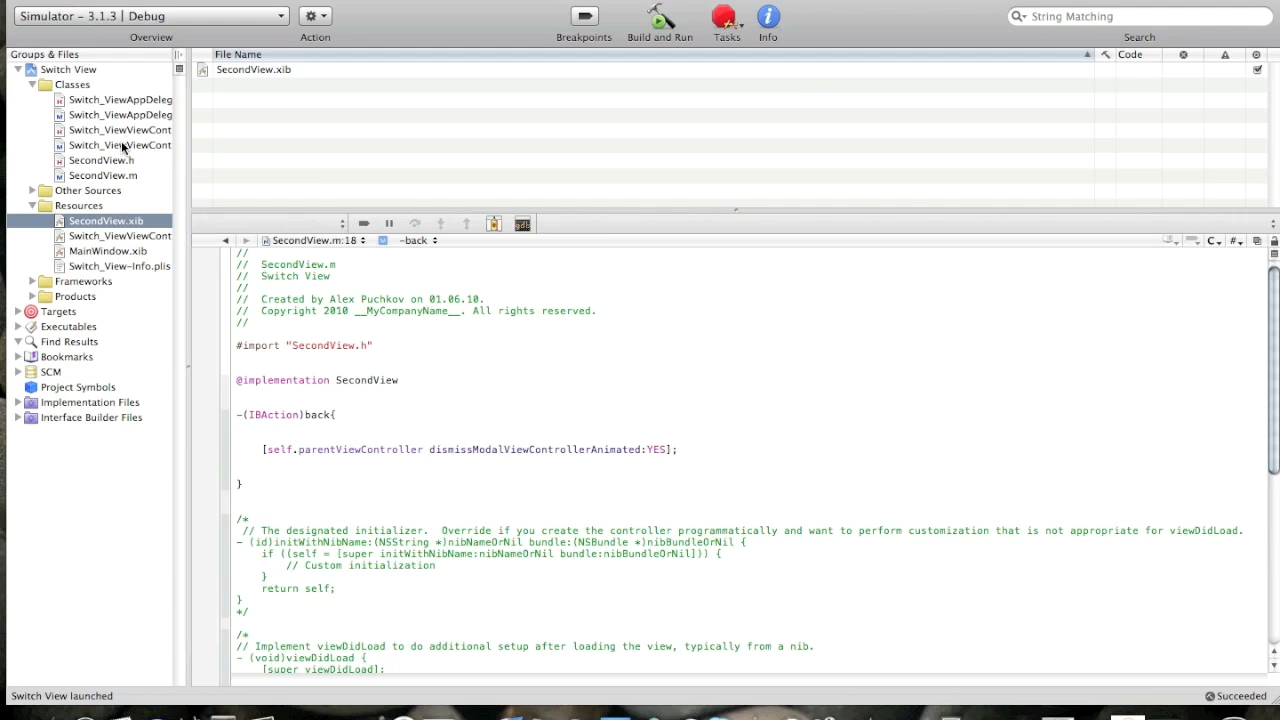 Simulator - 3.1.3 | Debug
String Matching
Overview
Action
Breakpoints
Build and Run
Tasks
Info
Search
Groups & Files
File Name
Code
Switch View
SecondView.xib
Classes
Switch_ViewAppDeleg
Switch_ViewAppDeleg
Switch_ViewViewCont
Switch_ViewViewCont
SecondView.h
SecondView.m
Other Sources
Resources
SecondView.xib
Switch_ViewViewCont
MainWindow.xib
Switch_View-Info.plis
Frameworks
Products
Targets
Executables
Find Results
Bookmarks
SCM
Project Symbols
Implementation Files
Interface Builder Files
gdb
SecondView.m:18
M
-back
C
#
//
//  SecondView.m
//  Switch View
//
//  Created by Alex Puchkov on 01.06.10.
//  Copyright 2010 __MyCompanyName__. All rights reserved.
//
#import "SecondView.h"
@implementation SecondView
-(IBAction)back{
[self.parentViewController dismissModalViewControllerAnimated:YES];
}
/*
// The designated initializer.  Override if you create the controller programmatically and want to perform customization that is not appropriate for viewDidLoad.
- (id)initWithNibName:(NSString *)nibNameOrNil bundle:(NSBundle *)nibBundleOrNil {
if ((self = [super initWithNibName:nibNameOrNil bundle:nibBundleOrNil])) {
// Custom initialization
}
return self;
}
*/
/*
// Implement viewDidLoad to do additional setup after loading the view, typically from a nib.
- (void)viewDidLoad {
[super viewDidLoad];
Switch View launched
Succeeded